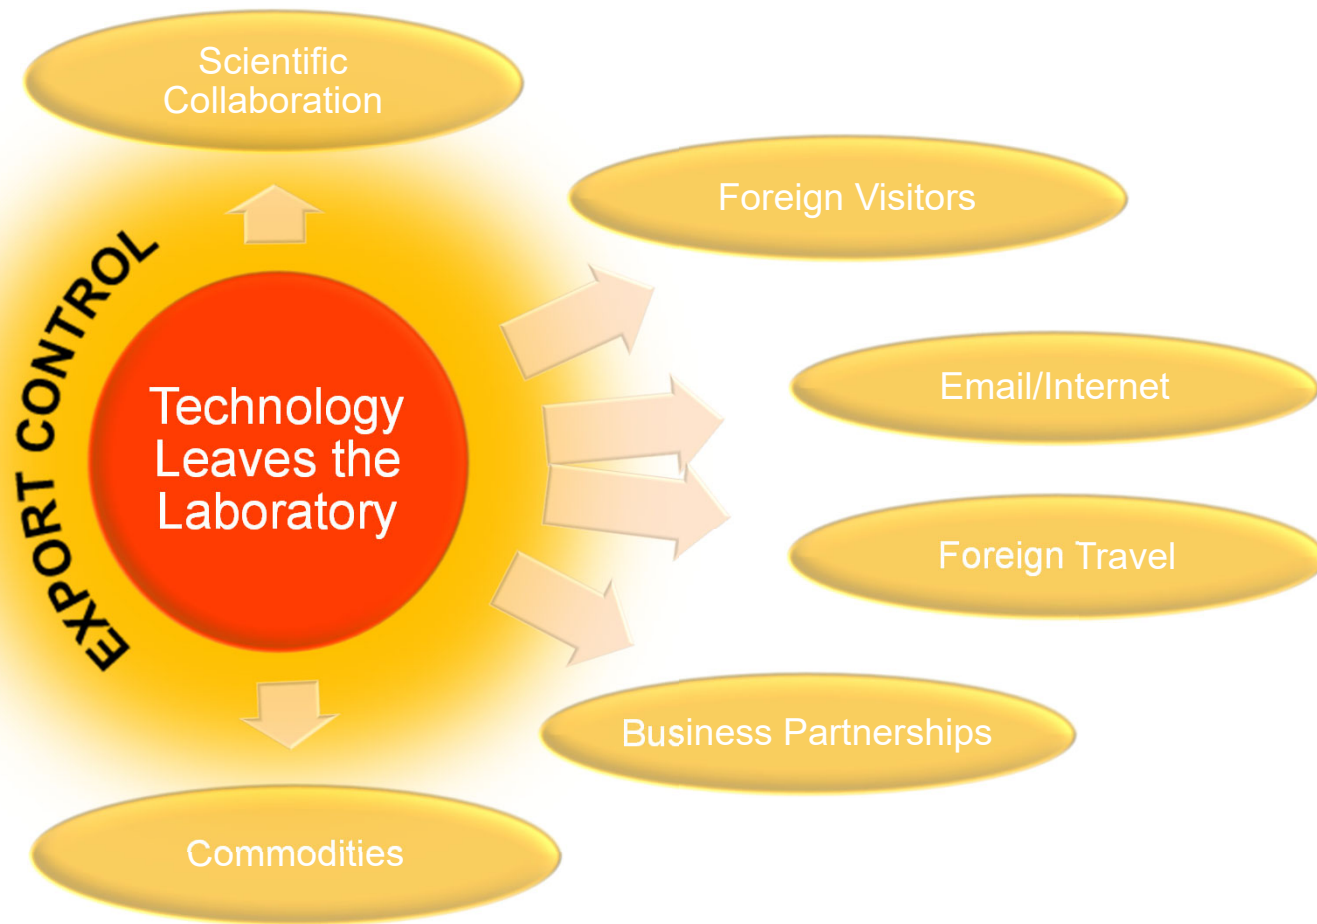 Scientific
Collaboration
Foreign Visitors
EXPORT CONTROL
Technology
Leaves the
Laboratory
Email/Internet
Foreign Travel
Business Partnerships
Commodities